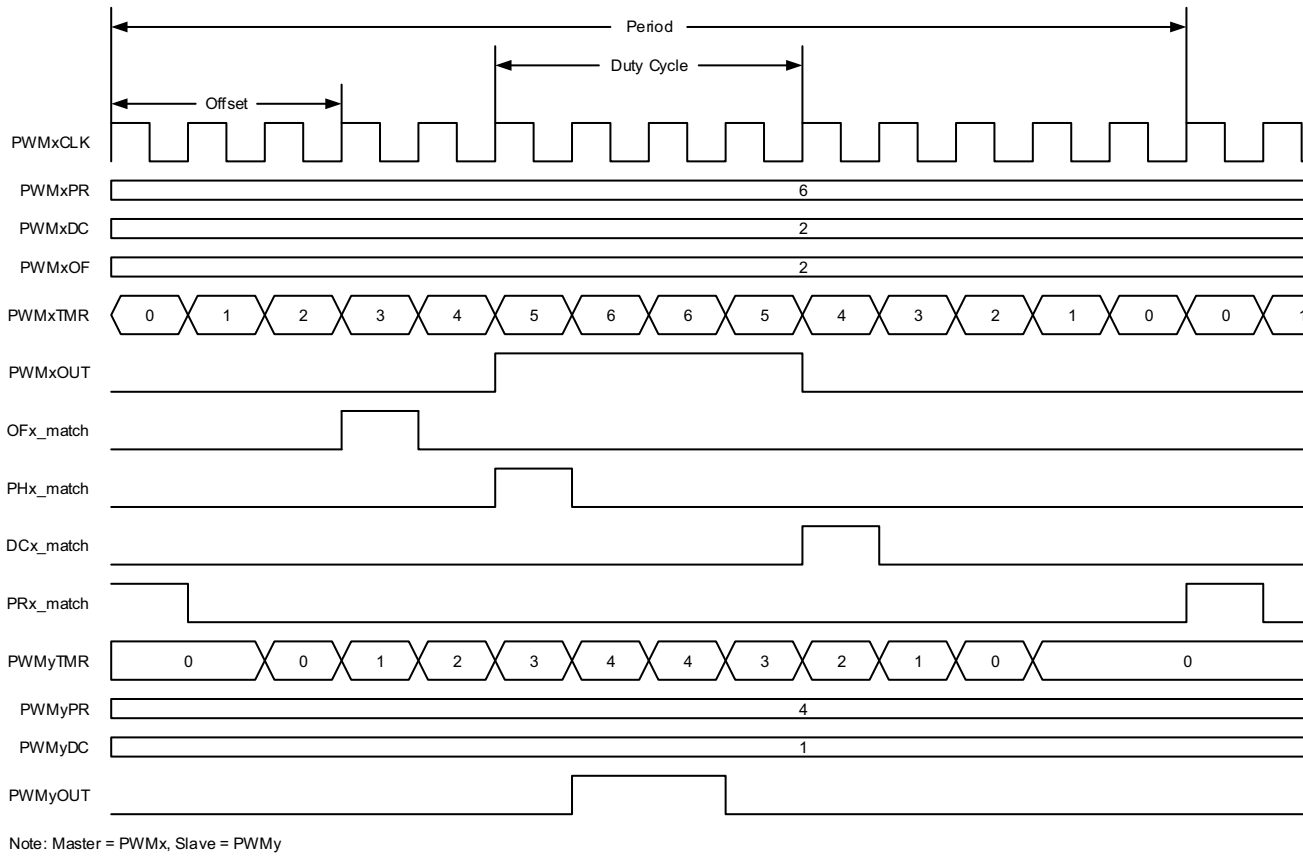 Period
Duty Cycle
Offset
PWMxCLK
PWMxPR 6
PWMxDC 2
PWMxOF 2
PWMxTMR 0 1 2 3 4 5 6 6 5 4 3 2 1 0 0 1
PWMxOUT
OFx_match
PHx_match
DCx_match
PRx_match
PWMyTMR 0 0 1 2 3 4 4 3 2 1 0 0
PWMyPR 4
PWMyDC 1
PWMyOUT
Note: Master = PWMx, Slave = PWMy